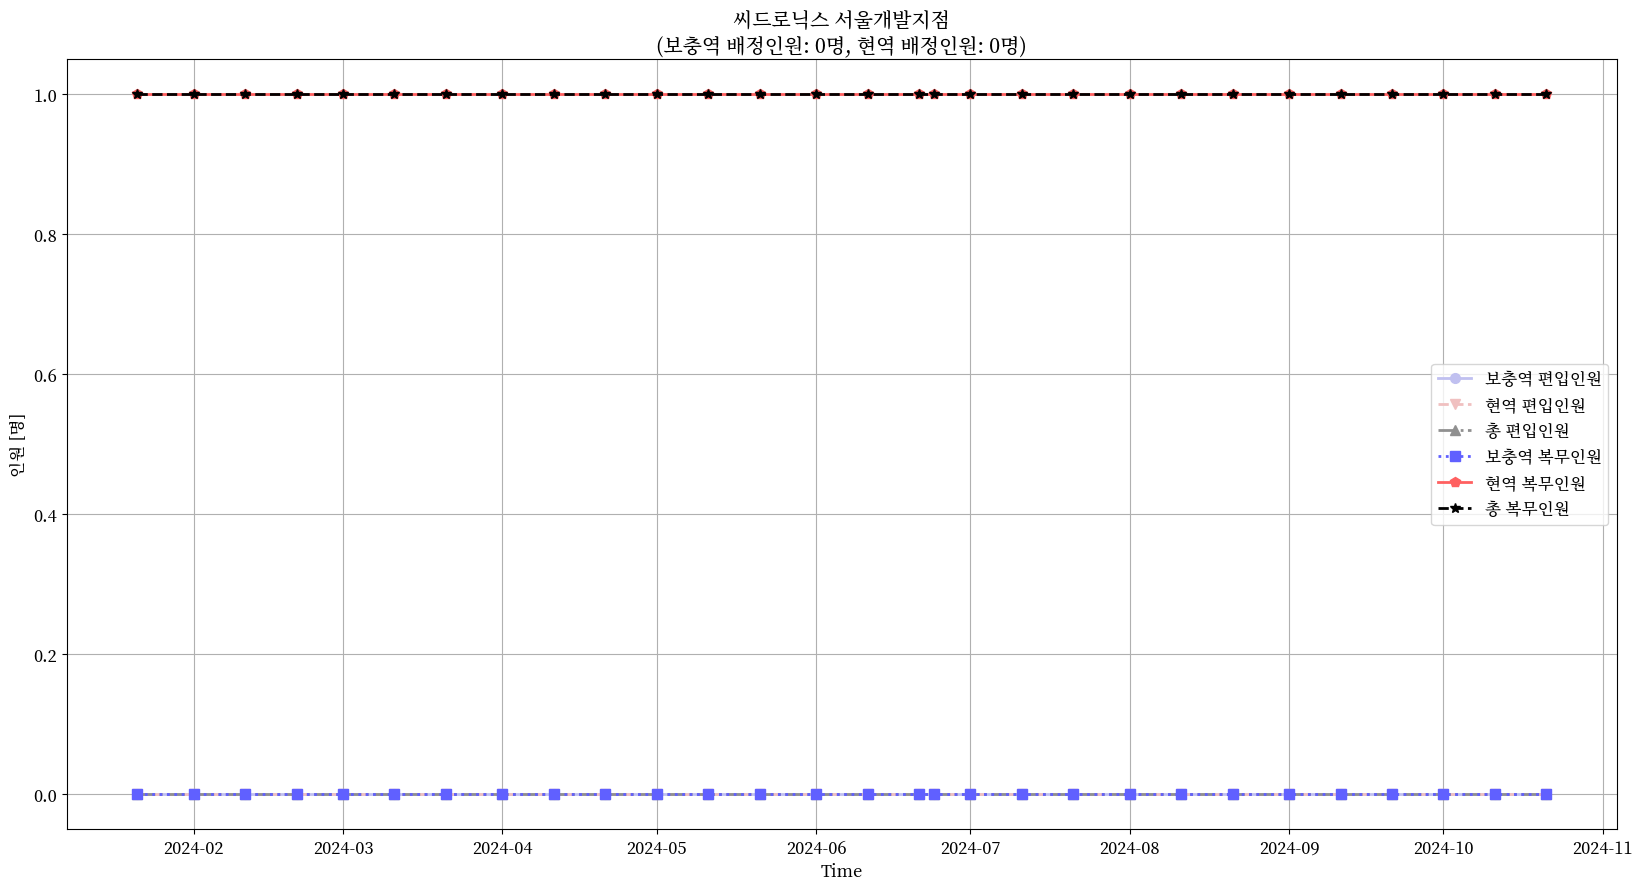 씨드로닉스 서울개발지점
(보충역 배정인원: 0명, 현역 배정인원: 0명)
1.0
0.8
0.6
0.4
0.2
0.0
인원 [명]
보충역 편입인원
현역 편입인원
총 편입인원
보충역 복무인원
현역 복무인원
총 복무인원
2024-02 2024-03 2024-04 2024-05 2024-06 2024-07 2024-08 2024-09 2024-10 2024-11
Time